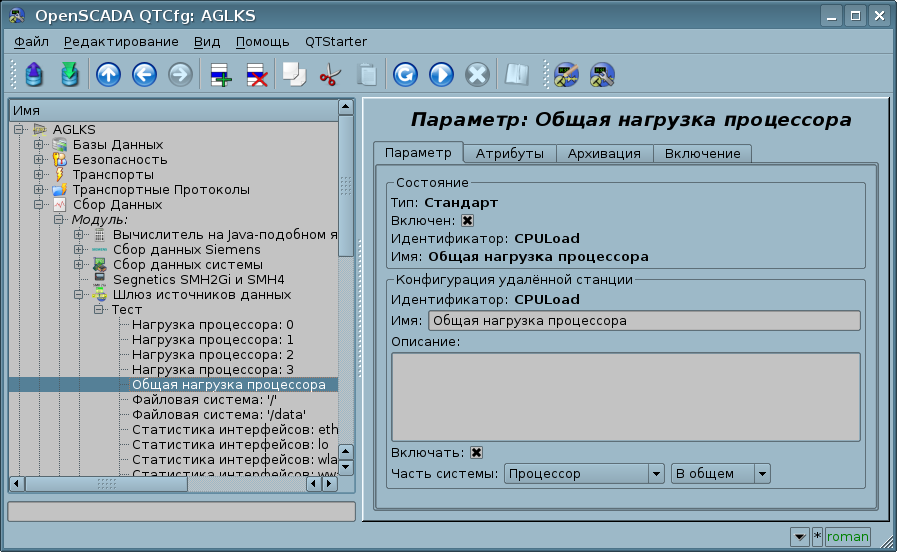 OpenSCADA QTCfg: AGLKS
Файл Редактирование Вид Помощь QTStarter
Имя
AGLKS
Базы Данных
Безопасность
Транспорты
Транспортные Протоколы
Сбор Данных
Модуль:
Вычислитель на Java-подобном я
Сбор данных Siemens
Сбор данных системы
Segnetics SMH2Gi и SMH4
Шлюз источников данных
Тест
Нагрузка процессора: 0
Нагрузка процессора: 1
Нагрузка процессора: 2
Нагрузка процессора: 3
Общая нагрузка процессора
Файловая система: '/'
Файловая система: '/data'
Статистика интерфейсов: eth
Статистика интерфейсов: lo
Статистика интерфейсов: wla
Статистика интерфейсов: ww
Параметр: Общая нагрузка процессора
Параметр Атрибуты Архивация Включение
Состояние
Тип: Стандарт
Включен:
Идентификатор: CPULoad
Имя: Общая нагрузка процессора
Конфигурация удалённой станции
Идентификатор: CPULoad
Имя: Общая нагрузка процессора
Описание:
Включать:
Часть системы: Процессор В общем
* roman